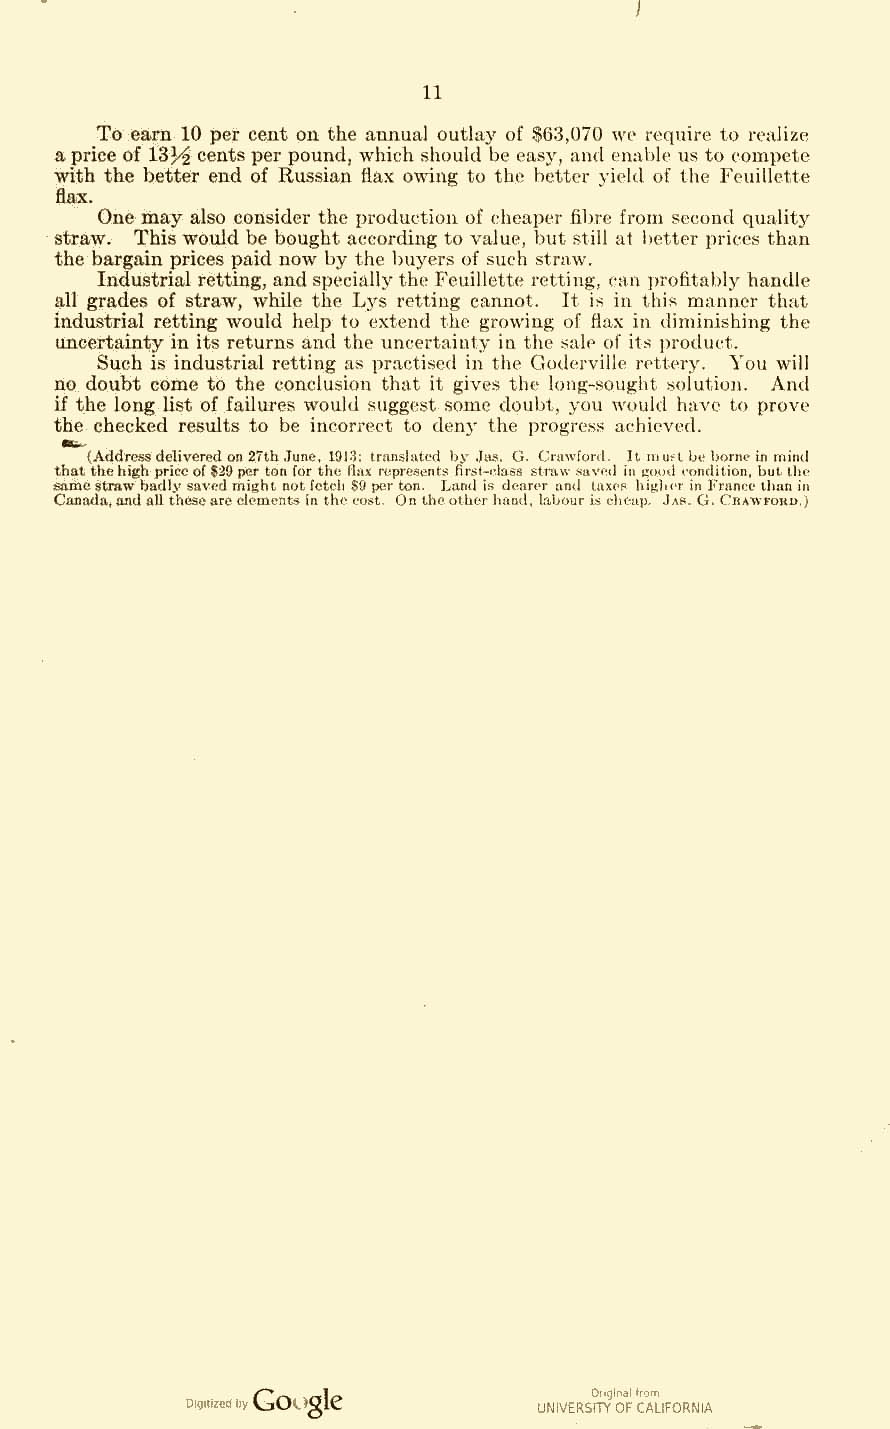 11
To earn 10 per cent on the annual outlay of $63,070 we require to realize
a price of 13½ cents per pound, which should be easy, and enable us to compete
with the better end of Russian flax owing to the better yield of the Feuillette
flax.
One may also consider the production of cheaper fibre from second quality
straw. This would be bought according to value, but still at better prices than
the bargain prices paid now by the buyers of such straw.
Industrial retting, and specially the Feuillette retting, can profitably handle
all grades of straw, while the Lys retting cannot. It is in this manner that
industrial retting would help to extend the growing of flax in diminishing the
uncertainty in its returns and the uncertainty in the sale of its product.
Such is industrial retting as practised in the Goderville rettery. You will
no doubt come to the conclusion that it gives the long-sought solution. And
if the long list of failures would suggest some doubt, you would have to prove
the checked results to be incorrect to deny the progress achieved.
(Address delivered on 27th June, 1913: translated by Jas. G. Crawford. It must be borne in mind
that the high price of $29 per ton for the flax represents first-class straw saved in good condition, but the
same straw badly saved might not fetch $9 per ton. Land is dearer and taxes higher in France than in
Canada, and all these are elements in the cost. On the other hand, labour is cheap. JAS. G. CRAWFORD.)
Digitized by Google
Original from
UNIVERSITY OF CALIFORNIA